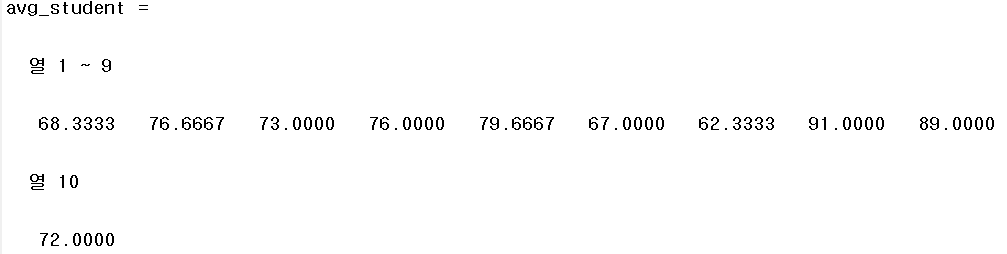 avg_student =
열 1 ~ 9
68.3333 76.6667 73.0000 76.0000 79.6667 67.0000 62.3333 91.0000 89.0000
열 10
72.0000